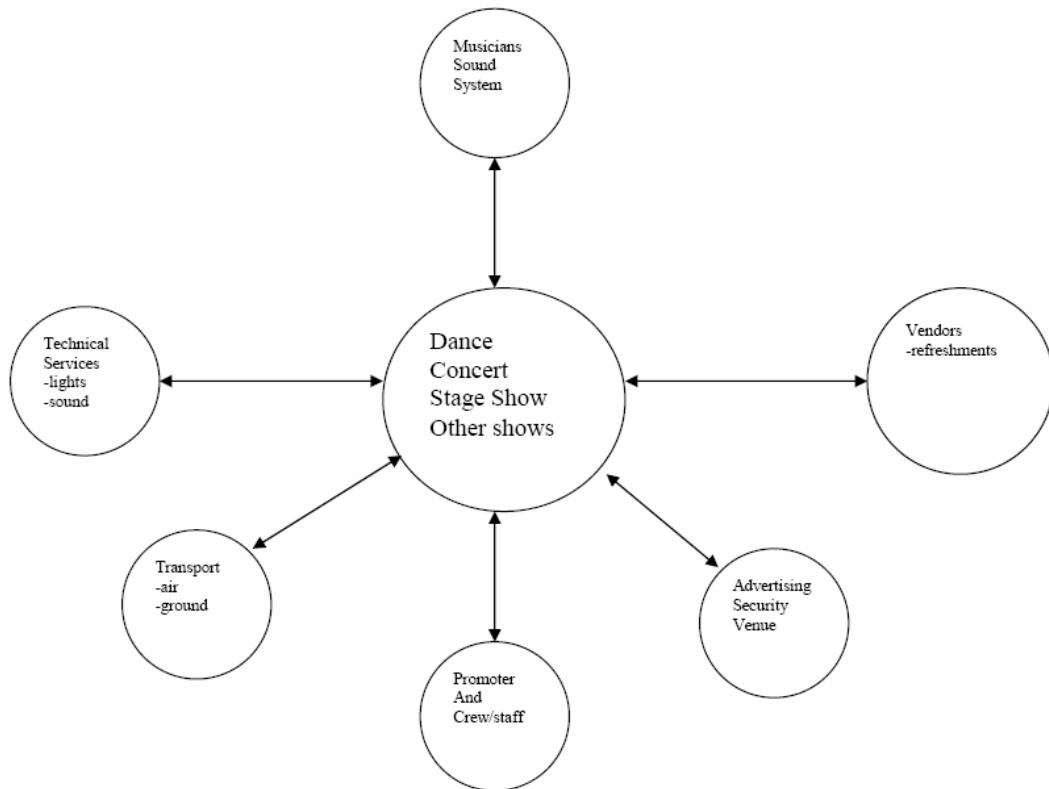 Musicians
Sound
System
Technical
Services
-lights
-sound
Dance
Concert
Stage Show
Other shows
Vendors
-refreshments
Transport
-air
-ground
Advertising
Security
Venue
Promoter
And
Crew/staff